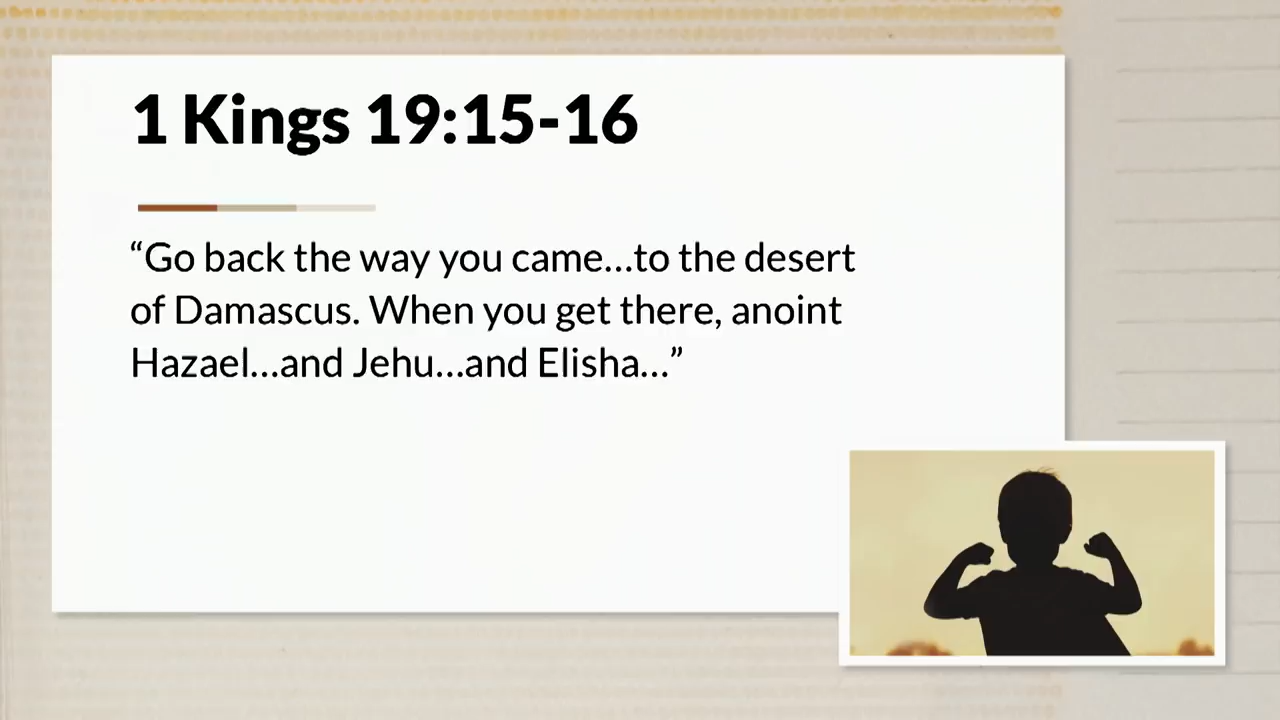 1 Kings 19:15-16
“Go back the way you came…to the desert
of Damascus. When you get there, anoint
Hazael…and Jehu…and Elisha…”